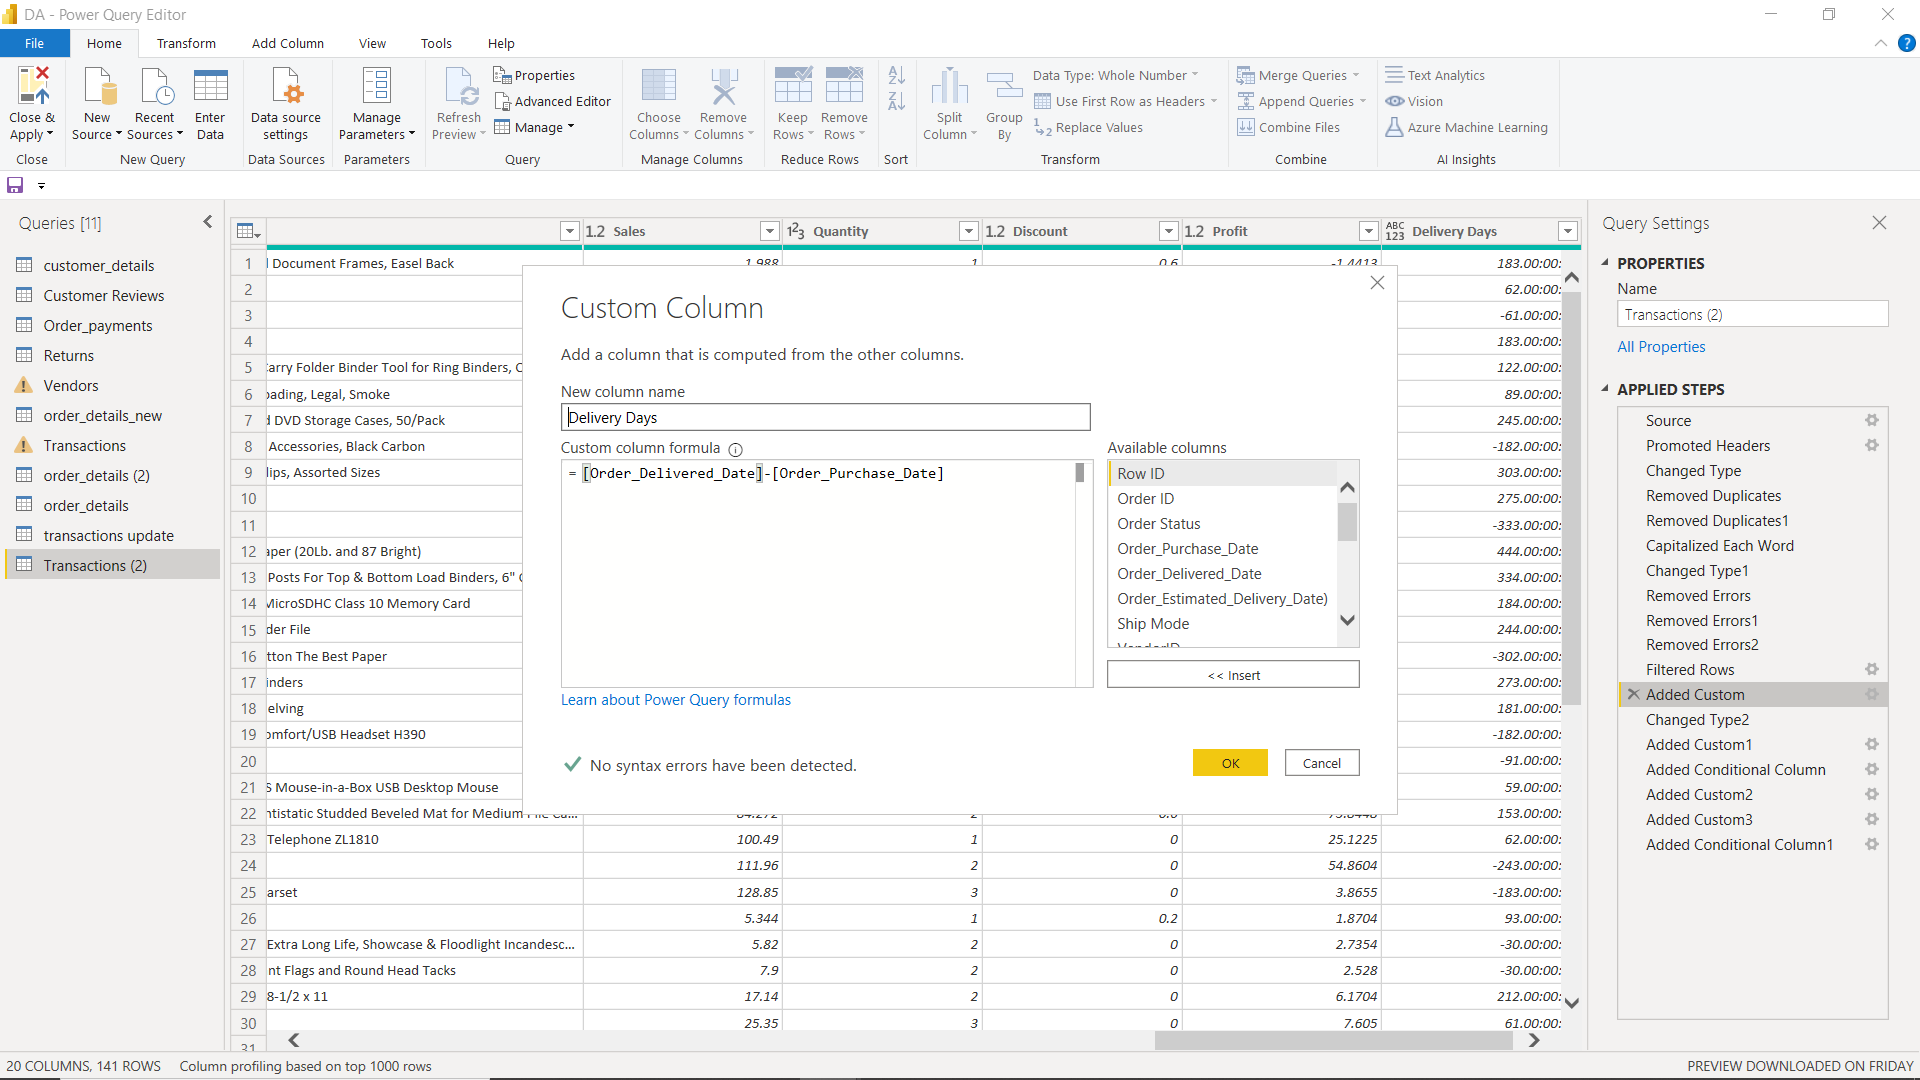 DA - Power Query Editor
File Home Transform Add Column View Tools Help
Close & Apply
Close
New Source
Recent Sources
Enter Data
New Query
Data source settings
Data Sources
Manage Parameters
Parameters
Refresh Preview
Properties
Advanced Editor
Manage
Query
Choose Columns
Remove Columns
Manage Columns
Keep Rows
Remove Rows
Reduce Rows
Sort
Split Column
Group By
Data Type: Whole Number
Use First Row as Headers
Replace Values
Transform
Merge Queries
Append Queries
Combine Files
Combine
Text Analytics
Vision
Azure Machine Learning
AI Insights
Queries [11]
customer_details
Customer Reviews
Order_payments
Returns
Vendors
order_details_new
Transactions
order_details (2)
order_details
transactions update
Transactions (2)
1.2 Sales 1²3 Quantity 1.2 Discount 1.2 Profit ABC 123 Delivery Days
1 l Document Frames, Easel Back 1.988 1 0.6 -1.4413 183.00:00:
2 62.00:00:
3 -61.00:00:
4 183.00:00:
5 Carry Folder Binder Tool for Ring Binders, C 122.00:00:
6 oading, Legal, Smoke 89.00:00:
7 d DVD Storage Cases, 50/Pack 245.00:00:
8 Accessories, Black Carbon -182.00:00:
9 lips, Assorted Sizes 303.00:00:
10 275.00:00:
11 -333.00:00:
12 aper (20Lb. and 87 Bright) 444.00:00:
13 Posts For Top & Bottom Load Binders, 6" C 334.00:00:
14 MicroSDHC Class 10 Memory Card 184.00:00:
15 der File 244.00:00:
16 tton The Best Paper -302.00:00:
17 inders 273.00:00:
18 elving 181.00:00:
19 omfort/USB Headset H390 -182.00:00:
20 -91.00:00:
21 S Mouse-in-a-Box USB Desktop Mouse 59.00:00:
22 ntistatic Studded Beveled Mat for Medium Pile Ca... 84.272 2 153.00:00:
23 Telephone ZL1810 100.49 1 0 25.1225 62.00:00:
24 111.96 2 0 54.8604 -243.00:00:
25 arset 128.85 3 0 3.8655 -183.00:00:
26 5.344 1 0.2 1.8704 93.00:00:
27 Extra Long Life, Showcase & Floodlight Incandesc... 5.82 2 0 2.7354 -30.00:00:
28 nt Flags and Round Head Tacks 7.9 2 0 2.528 -30.00:00:
29 8-1/2 x 11 17.14 2 0 6.1704 212.00:00:
30 25.35 3 0 7.605 61.00:00:
31
Custom Column
Add a column that is computed from the other columns.
New column name
Delivery Days
Custom column formula
= [Order_Delivered_Date]-[Order_Purchase_Date]
Available columns
Row ID
Order ID
Order Status
Order_Purchase_Date
Order_Delivered_Date
Order_Estimated_Delivery_Date)
Ship Mode
VendorID
<< Insert
Learn about Power Query formulas
No syntax errors have been detected.
OK
Cancel
Query Settings
PROPERTIES
Name
Transactions (2)
All Properties
APPLIED STEPS
Source
Promoted Headers
Changed Type
Removed Duplicates
Removed Duplicates1
Capitalized Each Word
Changed Type1
Removed Errors
Removed Errors1
Removed Errors2
Filtered Rows
Added Custom
Changed Type2
Added Custom1
Added Conditional Column
Added Custom2
Added Custom3
Added Conditional Column1
20 COLUMNS, 141 ROWS Column profiling based on top 1000 rows
PREVIEW DOWNLOADED ON FRIDAY